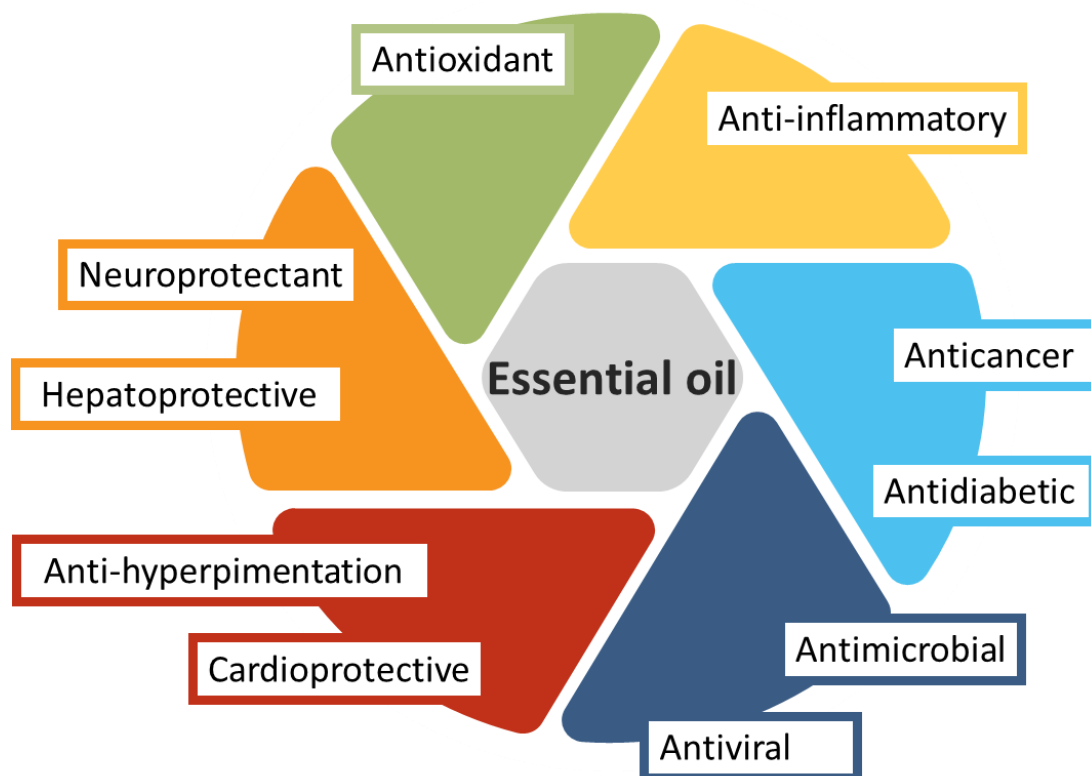 Antioxidant
Anti-inflammatory
Neuroprotectant
Anticancer
Essential oil
Hepatoprotective
Antidiabetic
Anti-hyperpimentation
Antimicrobial
Cardioprotective
Antiviral